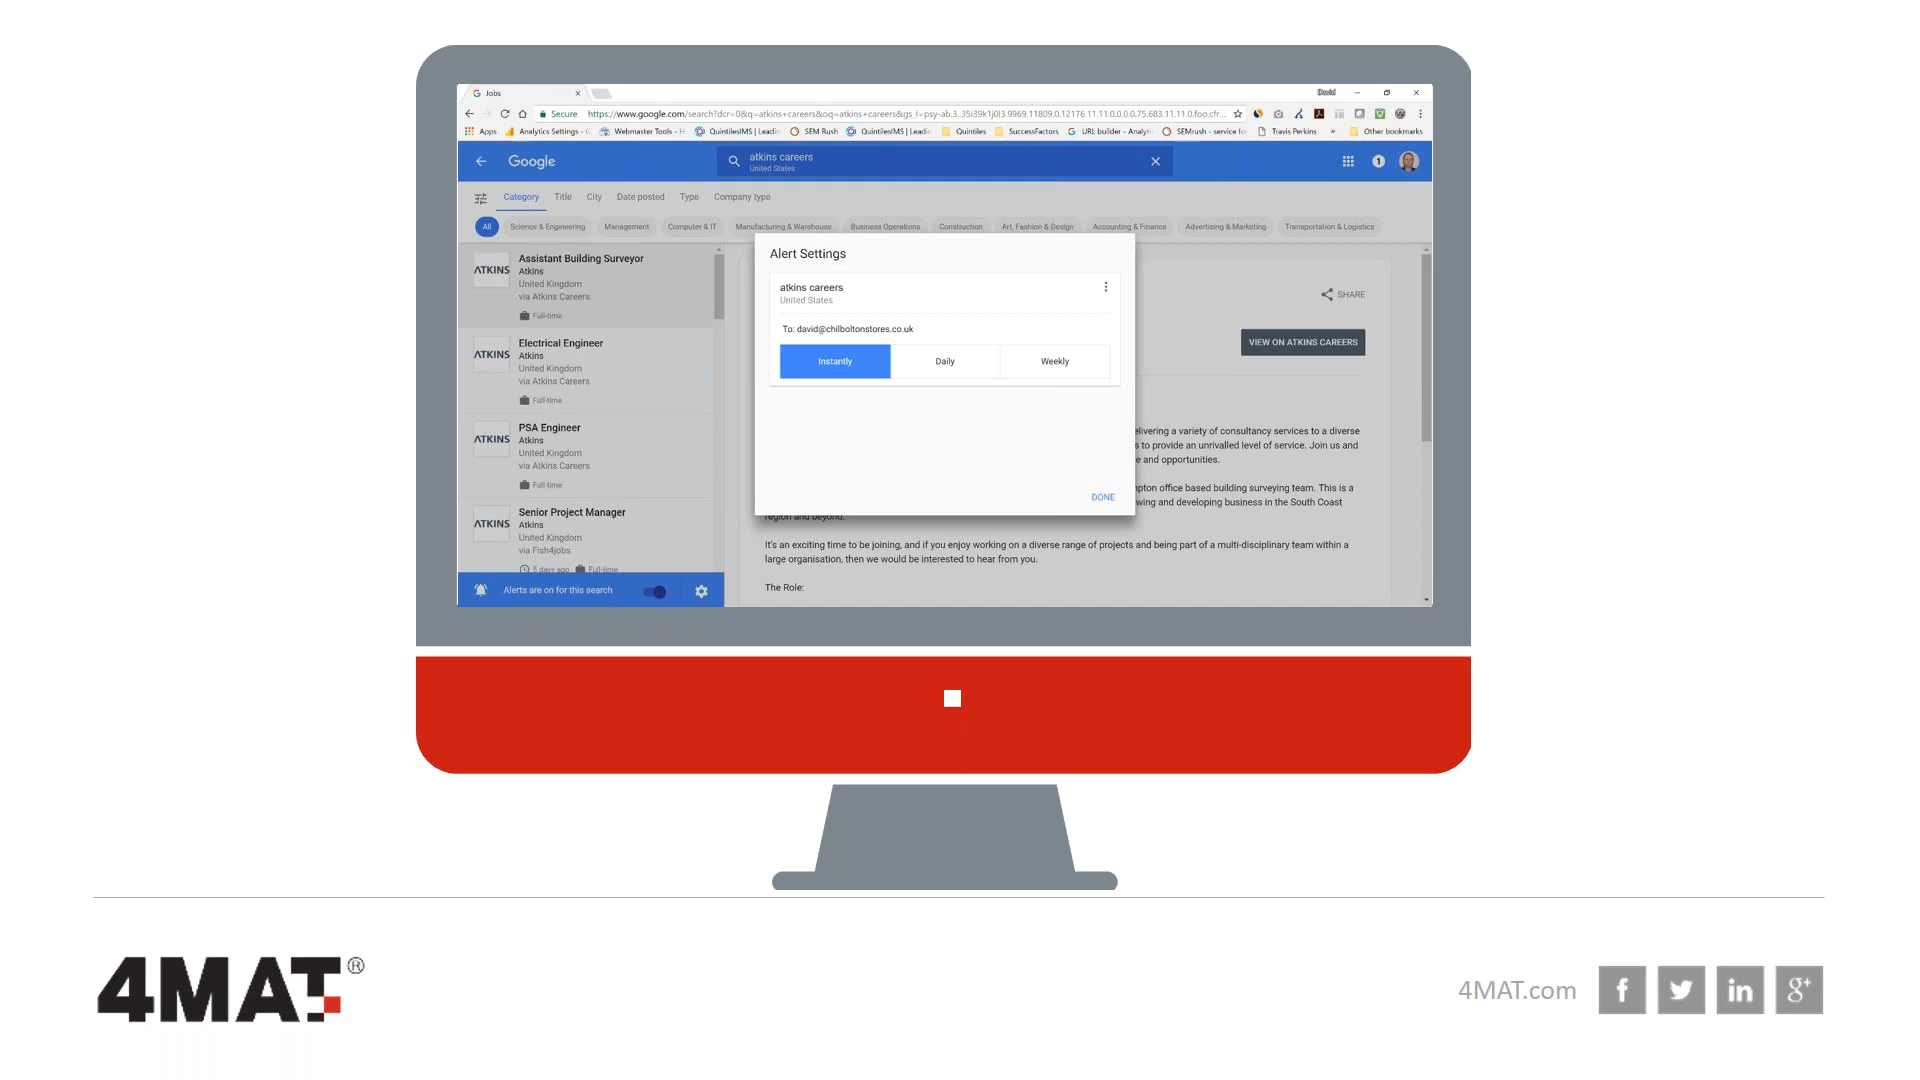 Jobs
David
Secure https://www.google.com/search?dcr=0&q=atkins+careers&oq=atkins+careers&gs_l=psy-ab.3..35i39k1j0l3.9969.11809.0.12176.11.11.0.0.0.0.75.683.11.11.0.foo,cfr...
Apps Analytics Settings - G Webmaster Tools - H QuintilesIMS | Leadin SEM Rush QuintilesIMS | Leadin Quintiles SuccessFactors URL builder - Analytic SEMrush - service for Travis Perkins » Other bookmarks
Google
atkins careers
United States
1
Category Title City Date posted Type Company type
All Science & Engineering Management Computer & IT Manufacturing & Warehouse Business Operations Construction Art, Fashion & Design Accounting & Finance Advertising & Marketing Transportation & Logistics
ATKINS
Assistant Building Surveyor
Atkins
United Kingdom
via Atkins Careers
Full-time
ATKINS
Electrical Engineer
Atkins
United Kingdom
via Atkins Careers
Full-time
ATKINS
PSA Engineer
Atkins
United Kingdom
via Atkins Careers
Full-time
ATKINS
Senior Project Manager
Atkins
United Kingdom
via Fish4jobs
5 days ago Full-time
Alerts are on for this search
Alert Settings
atkins careers
United States
To: david@chilboltonstores.co.uk
Instantly Daily Weekly
DONE
SHARE
VIEW ON ATKINS CAREERS
elivering a variety of consultancy services to a diverse
s to provide an unrivalled level of service. Join us and
e and opportunities.
pton office based building surveying team. This is a
wing and developing business in the South Coast
region and beyond.
It's an exciting time to be joining, and if you enjoy working on a diverse range of projects and being part of a multi-disciplinary team within a
large organisation, then we would be interested to hear from you.
The Role:
4MAT®
4MAT.com
f in g+